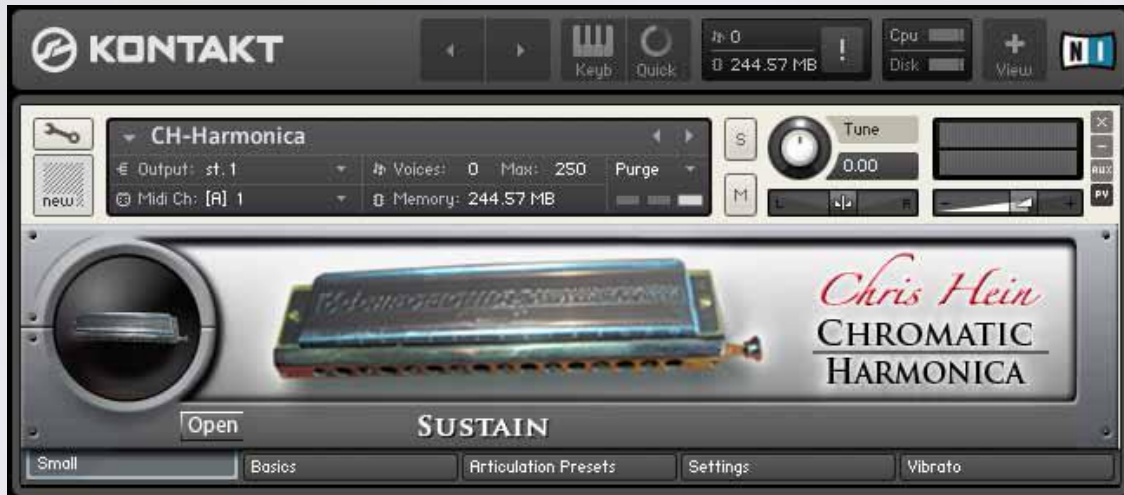 KONTAKT
Keyb
Quick
0
0 244.57 MB
!
Cpu
Disk
+
View
N I
CH-Harmonica
Output: st. 1
Voices: 0 Max: 250
Purge
new
Midi Ch: [A] 1
Memory: 244.57 MB
S
M
Tune
0.00
L
R
-
+
×
-
AUX
PV
Chris Hein
CHROMATIC
HARMONICA
Open
SUSTAIN
Small
Basics
Articulation Presets
Settings
Vibrato